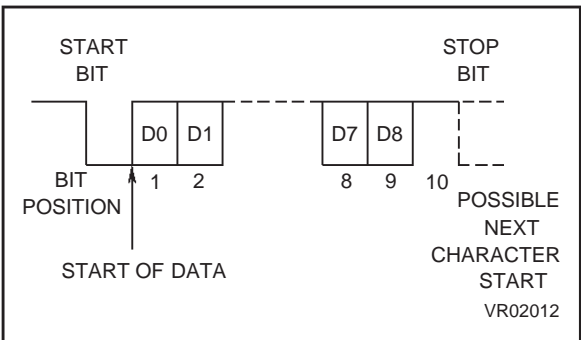 START
BIT
STOP
BIT
D0 D1 D7 D8
BIT
POSITION
1 2 8 9 10
START OF DATA
POSSIBLE
NEXT
CHARACTER
START
VR02012